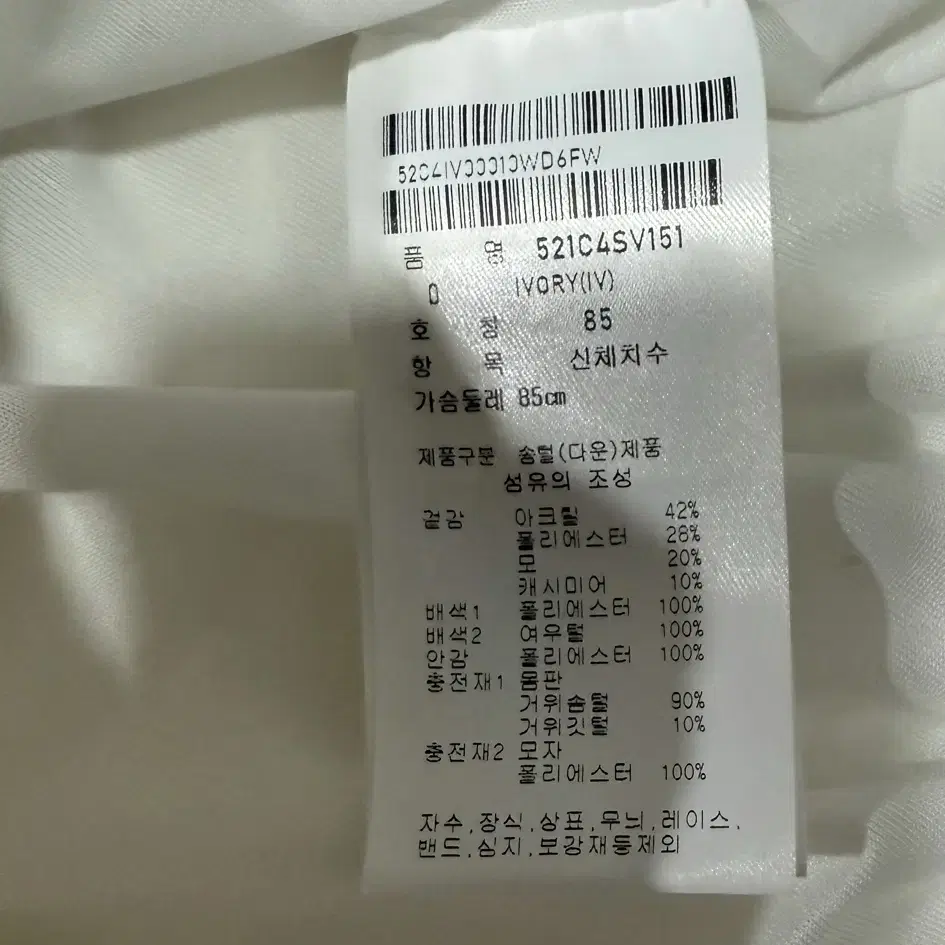 52C4IV00010WD6FW
품 명 521C4SV151
IVORY(IV)
호 칭 85
항 목 신체치수
가슴둘레 85cm
제품구분 솜털(다운)제품
섬유의 조성
겉감 아크릴 42%
폴리에스터 28%
모 20%
캐시미어 10%
배색1 폴리에스터 100%
배색2 여우털 100%
안감 폴리에스터 100%
충전재1 몸판
거위솜털 90%
거위깃털 10%
충전재2 모자
폴리에스터 100%
자수,장식,상표,무늬,레이스,
밴드,심지,보강재등제외